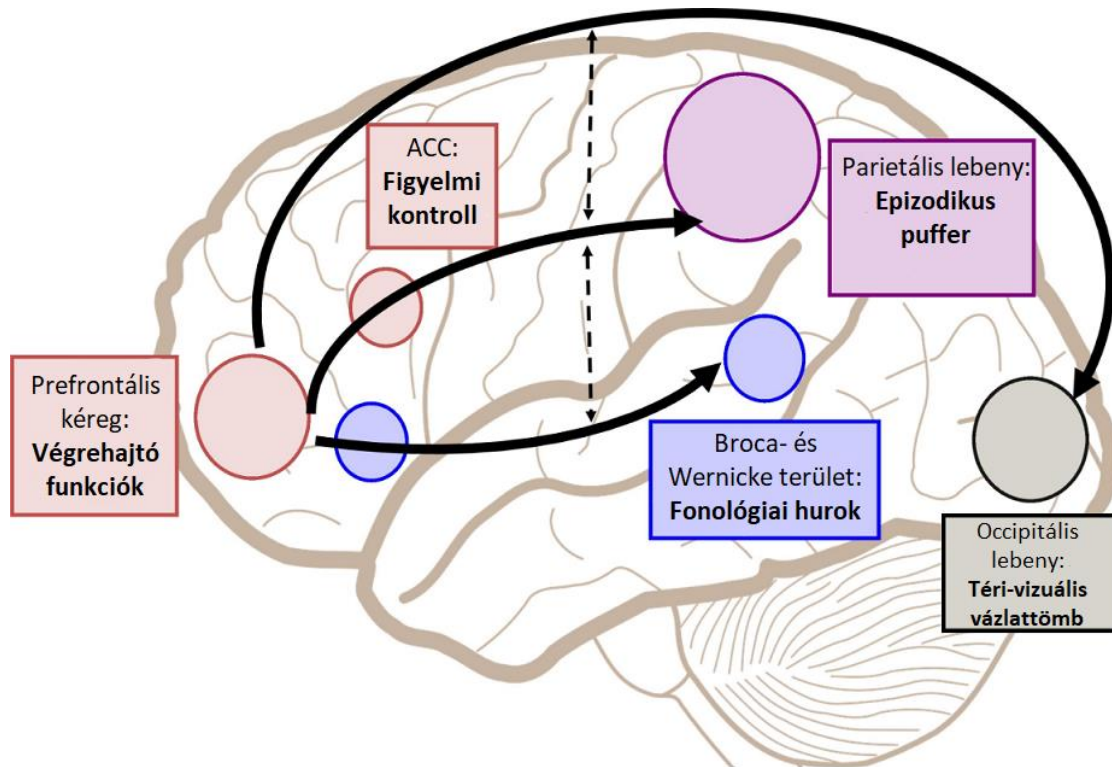 ACC:
Figyelmi
kontroll
Parietális lebeny:
Epizodikus
puffer
Prefrontális
kéreg:
Végrehajtó
funkciók
Broca- és
Wernicke terület:
Fonológiai hurok
Occipitális
lebeny:
Téri-vizuális
vázlattömb